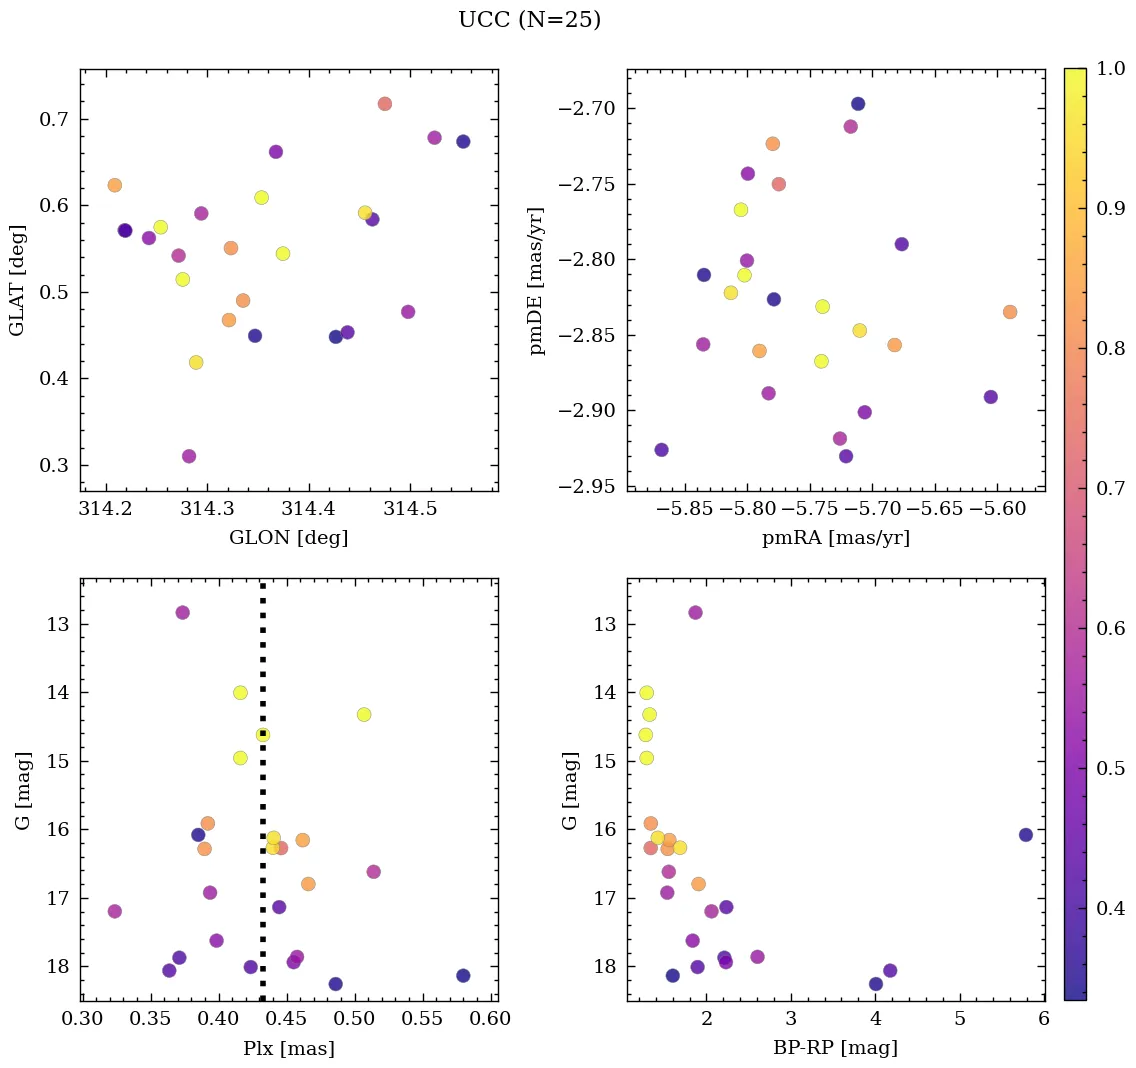 UCC (N=25)
0.7
0.6
0.5
0.4
0.3
GLAT [deg]
314.2 314.3 314.4 314.5
GLON [deg]
−2.70
−2.75
−2.80
−2.85
−2.90
−2.95
pmDE [mas/yr]
−5.85 −5.80 −5.75 −5.70 −5.65 −5.60
pmRA [mas/yr]
13
14
15
16
17
18
G [mag]
0.30 0.35 0.40 0.45 0.50 0.55 0.60
Plx [mas]
13
14
15
16
17
18
G [mag]
2 3 4 5 6
BP-RP [mag]
1.0
0.9
0.8
0.7
0.6
0.5
0.4